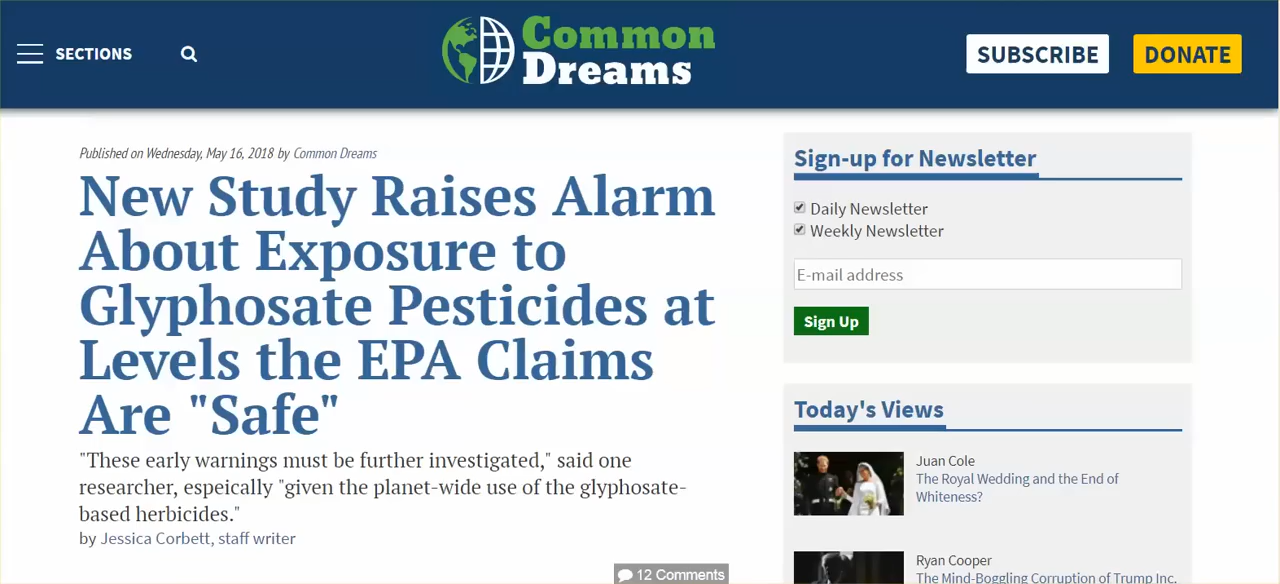 SECTIONS
Common
Dreams
SUBSCRIBE
DONATE
Published on Wednesday, May 16, 2018 by Common Dreams
New Study Raises Alarm
About Exposure to
Glyphosate Pesticides at
Levels the EPA Claims
Are "Safe"
"These early warnings must be further investigated," said one
researcher, espeically "given the planet-wide use of the glyphosate-
based herbicides."
by Jessica Corbett, staff writer
12 Comments
Sign-up for Newsletter
Daily Newsletter
Weekly Newsletter
E-mail address
Sign Up
Today's Views
Juan Cole
The Royal Wedding and the End of
Whiteness?
Ryan Cooper
The Mind-Boggling Corruption of Trump Inc.